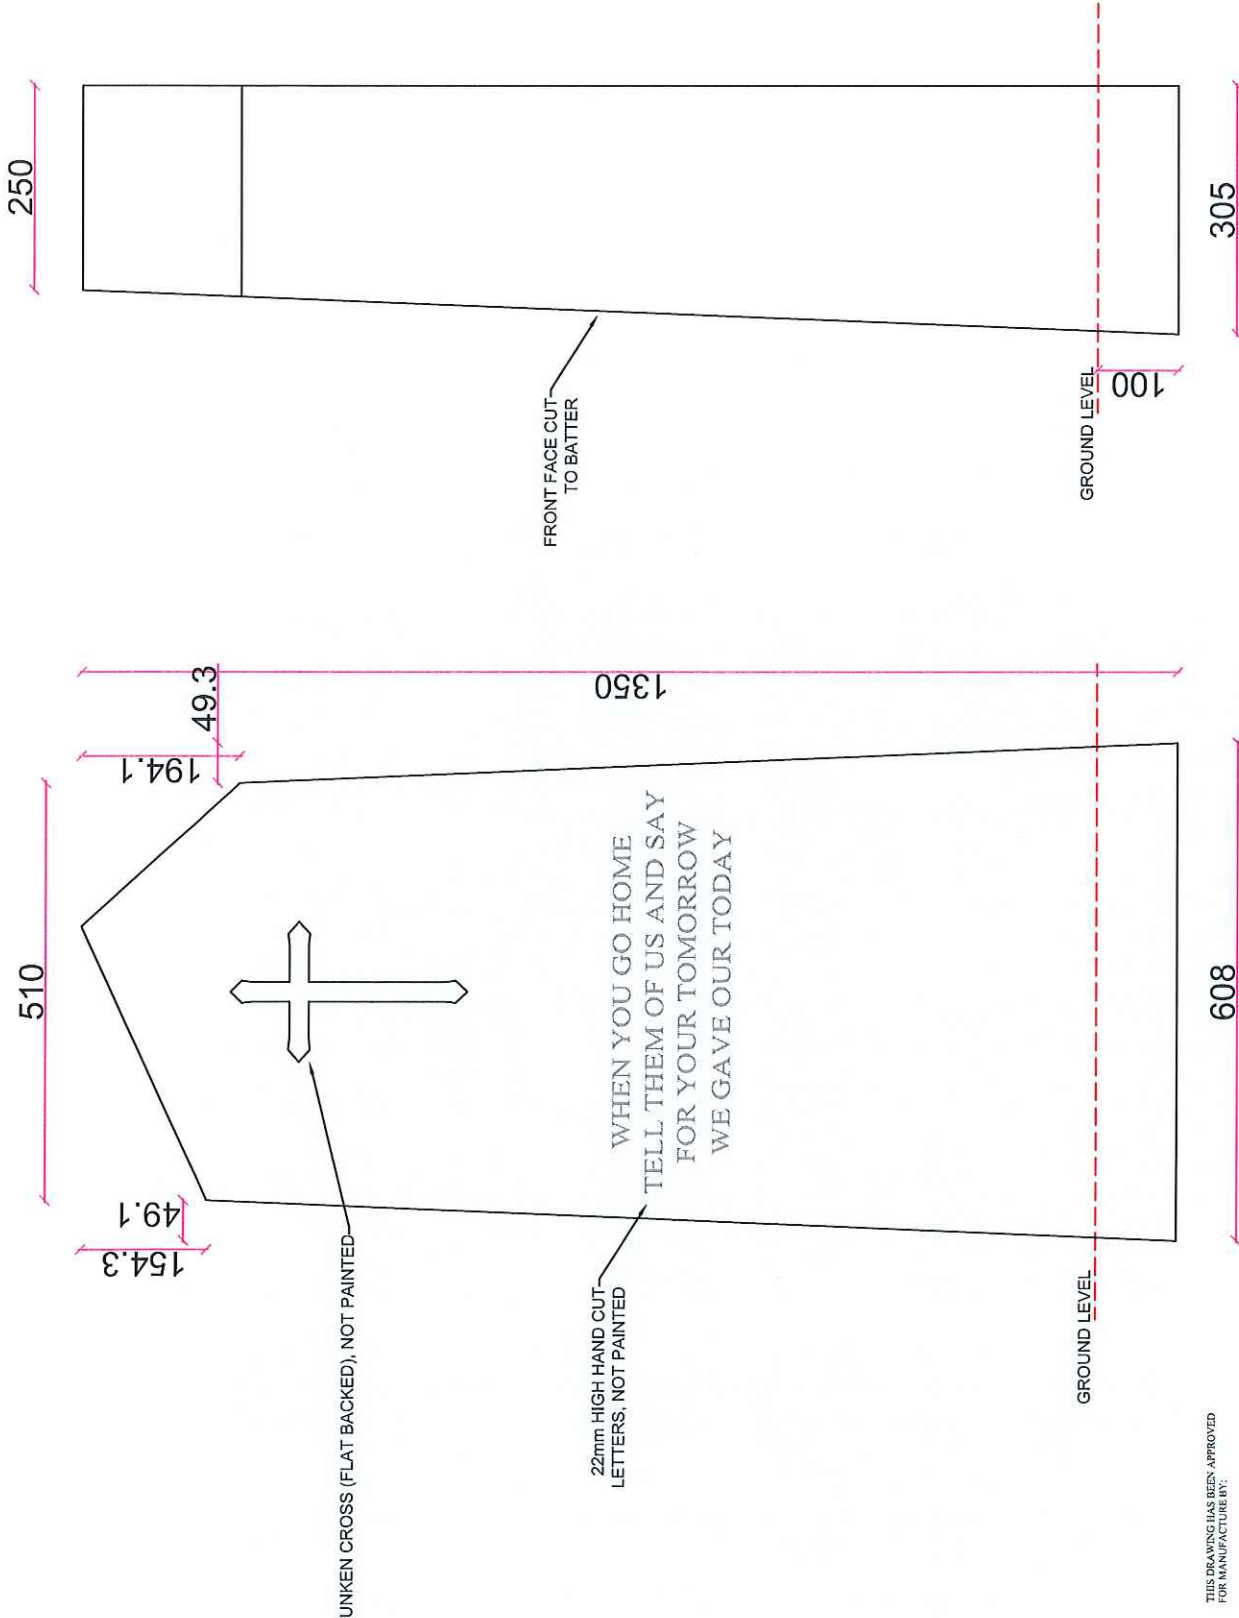 510
250
49.3
194.1
49.1
154.3
1350
UNKEN CROSS (FLAT BACKED), NOT PAINTED
FRONT FACE CUT
TO BATTER
WHEN YOU GO HOME
TELL THEM OF US AND SAY
FOR YOUR TOMORROW
WE GAVE OUR TODAY
22mm HIGH HAND CUT
LETTERS, NOT PAINTED
GROUND LEVEL
GROUND LEVEL
100
608
305
THIS DRAWING HAS BEEN APPROVED
FOR MANUFACTURE BY: